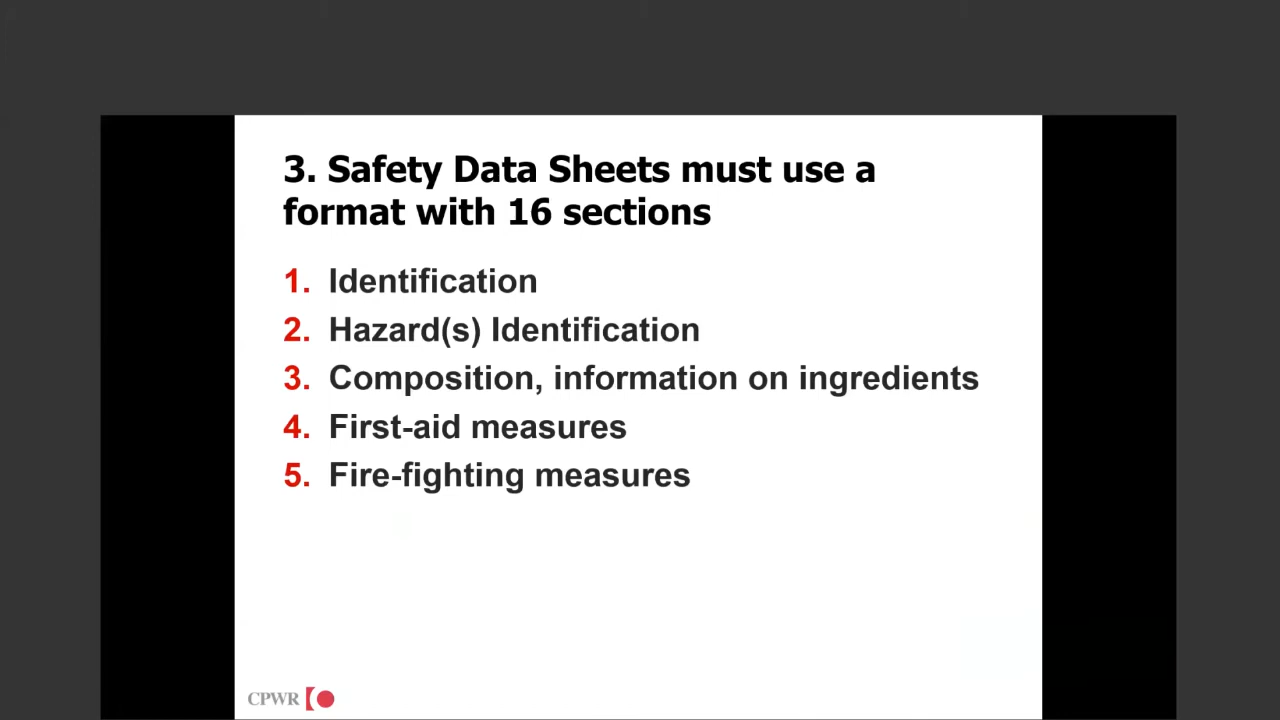 3. Safety Data Sheets must use a
format with 16 sections
1. Identification
2. Hazard(s) Identification
3. Composition, information on ingredients
4. First-aid measures
5. Fire-fighting measures
CPWR